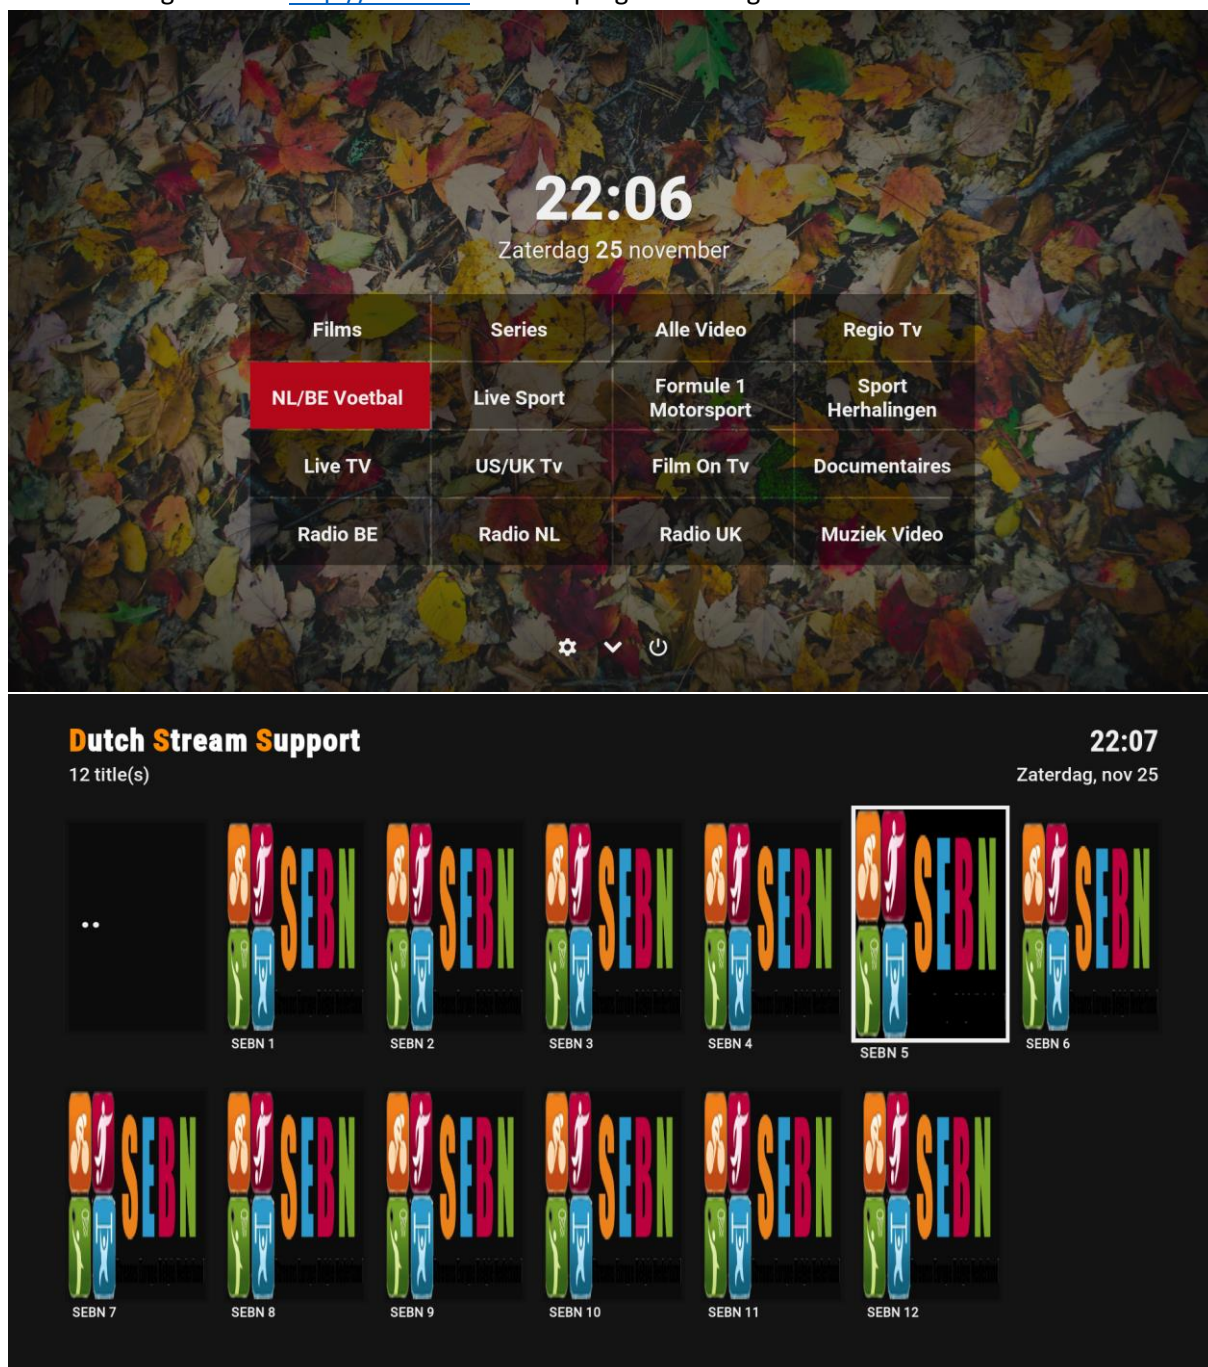 22:06
Zaterdag 25 november
Films Series Alle Video Regio Tv
NL/BE Voetbal Live Sport Formule 1 Motorsport Sport Herhalingen
Live TV US/UK Tv Film On Tv Documentaires
Radio BE Radio NL Radio UK Muziek Video
Dutch Stream Support 22:07
12 title(s) Zaterdag, nov 25
..
SEBN SEBN SEBN SEBN SEBN SEBN
SEBN 1 SEBN 2 SEBN 3 SEBN 4 SEBN 5 SEBN 6
SEBN SEBN SEBN SEBN SEBN SEBN
SEBN 7 SEBN 8 SEBN 9 SEBN 10 SEBN 11 SEBN 12